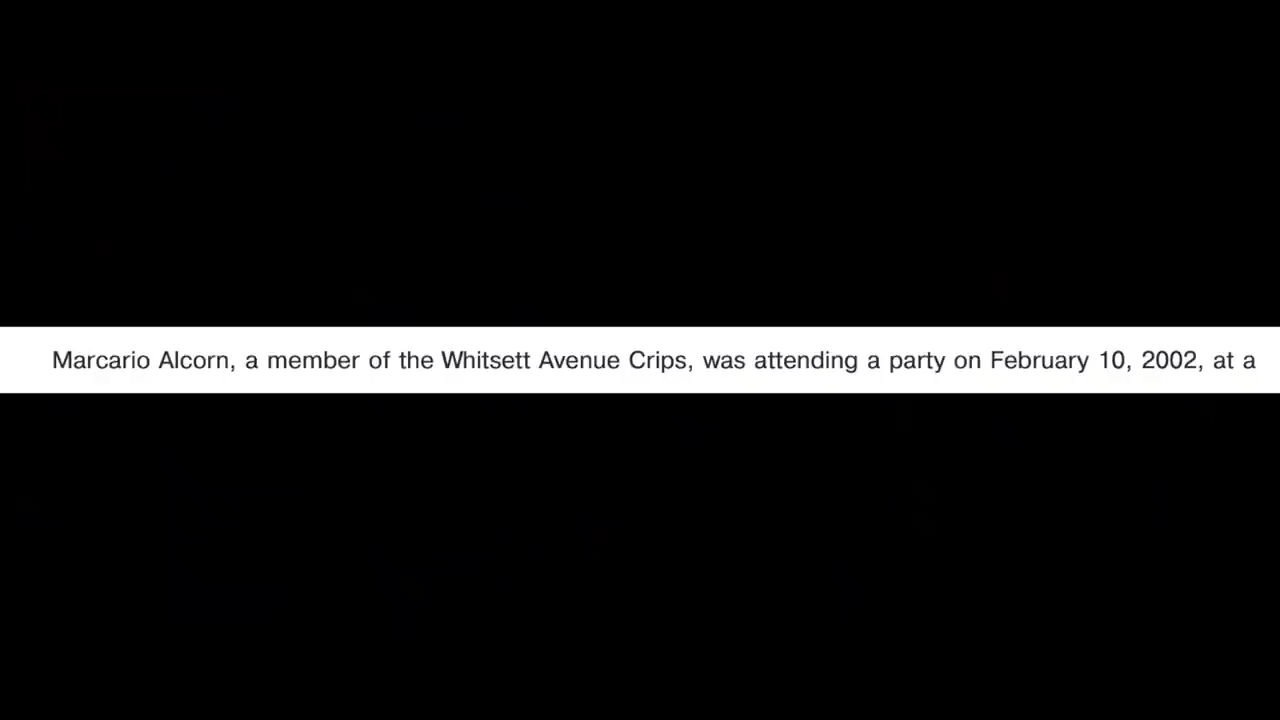 Marcario Alcorn, a member of the Whitsett Avenue Crips, was attending a party on February 10, 2002, at a